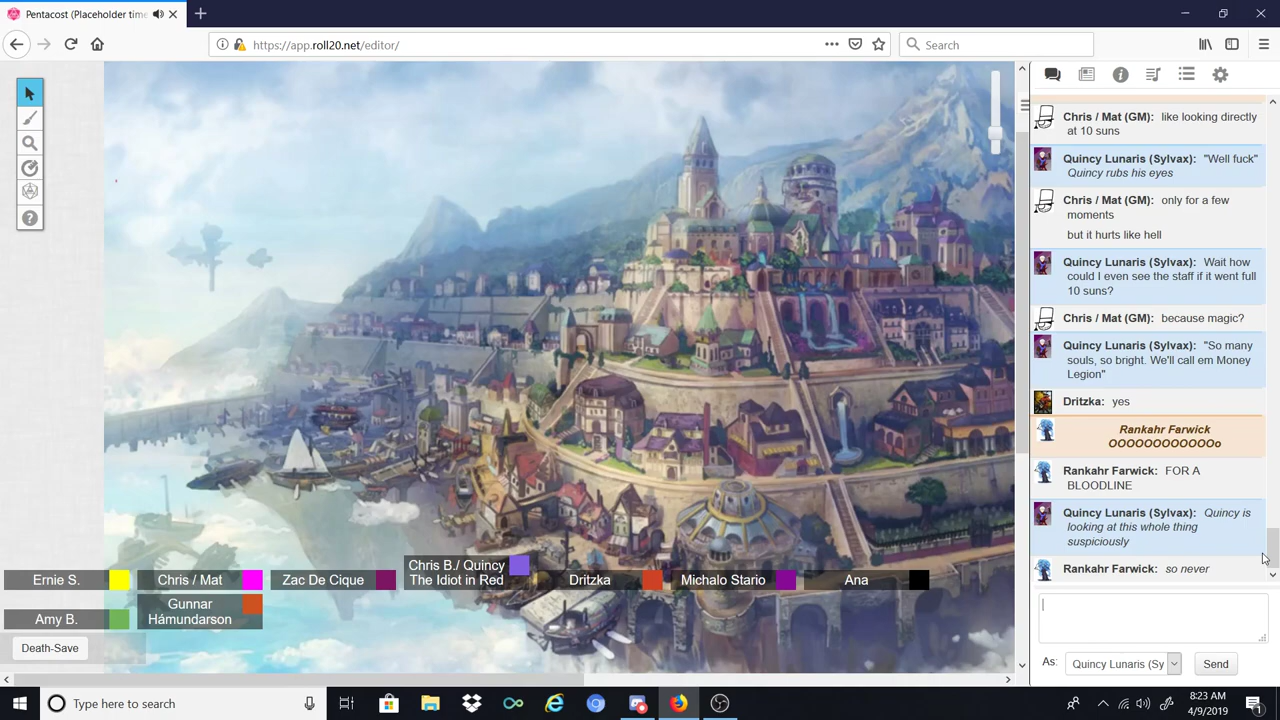 Pentacost (Placeholder time
https://app.roll20.net/editor/
Search
Chris / Mat (GM): like looking directly
at 10 suns
Quincy Lunaris (Sylvax): "Well fuck"
Quincy rubs his eyes
Chris / Mat (GM): only for a few
moments
but it hurts like hell
Quincy Lunaris (Sylvax): Wait how
could I even see the staff if it went full
10 suns?
Chris / Mat (GM): because magic?
Quincy Lunaris (Sylvax): "So many
souls, so bright. We'll call em Money
Legion"
Dritzka: yes
Rankahr Farwick
OOOOOOOOOOOOo
Rankahr Farwick: FOR A
BLOODLINE
Quincy Lunaris (Sylvax): Quincy is
looking at this whole thing
suspiciously
Rankahr Farwick: so never
Ernie S.
Chris / Mat
Zac De Cique
Chris B./ Quincy
The Idiot in Red
Dritzka
Michalo Stario
Ana
Amy B.
Gunnar
Hámundarson
Death-Save
As:
Quincy Lunaris (Sy
Send
Type here to search
8:23 AM
4/9/2019
1